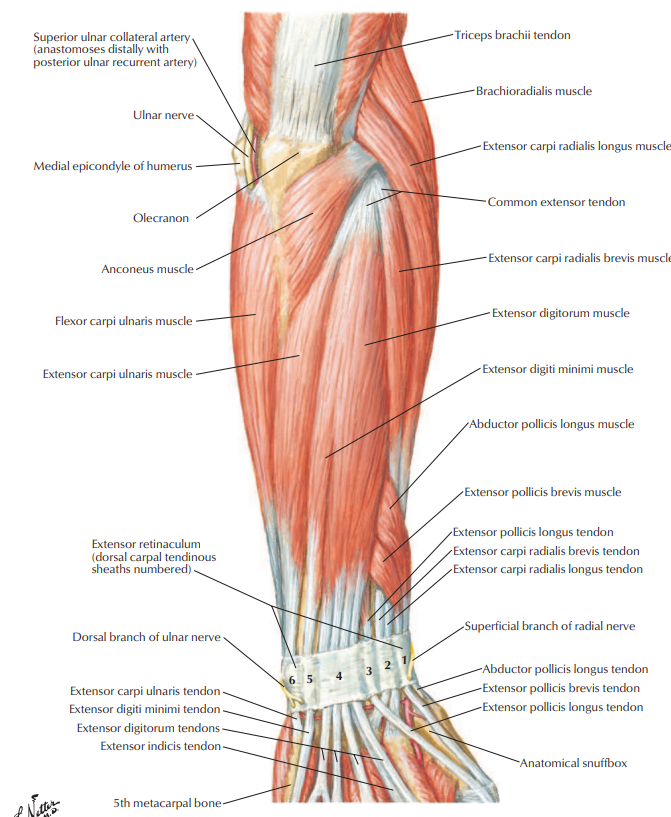 Superior ulnar collateral artery
(anastomoses distally with
posterior ulnar recurrent artery)
Ulnar nerve
Medial epicondyle of humerus
Olecranon
Anconeus muscle
Flexor carpi ulnaris muscle
Extensor carpi ulnaris muscle
Extensor retinaculum
(dorsal carpal tendinous
sheaths numbered)
Dorsal branch of ulnar nerve
Extensor carpi ulnaris tendon
Extensor digiti minimi tendon
Extensor digitorum tendons
Extensor indicis tendon
5th metacarpal bone
Triceps brachii tendon
Brachioradialis muscle
Extensor carpi radialis longus muscle
Common extensor tendon
Extensor carpi radialis brevis muscle
Extensor digitorum muscle
Extensor digiti minimi muscle
Abductor pollicis longus muscle
Extensor pollicis brevis muscle
Extensor pollicis longus tendon
Extensor carpi radialis brevis tendon
Extensor carpi radialis longus tendon
Superficial branch of radial nerve
Abductor pollicis longus tendon
Extensor pollicis brevis tendon
Extensor pollicis longus tendon
Anatomical snuffbox
6 5 4 3 2 1
Netter